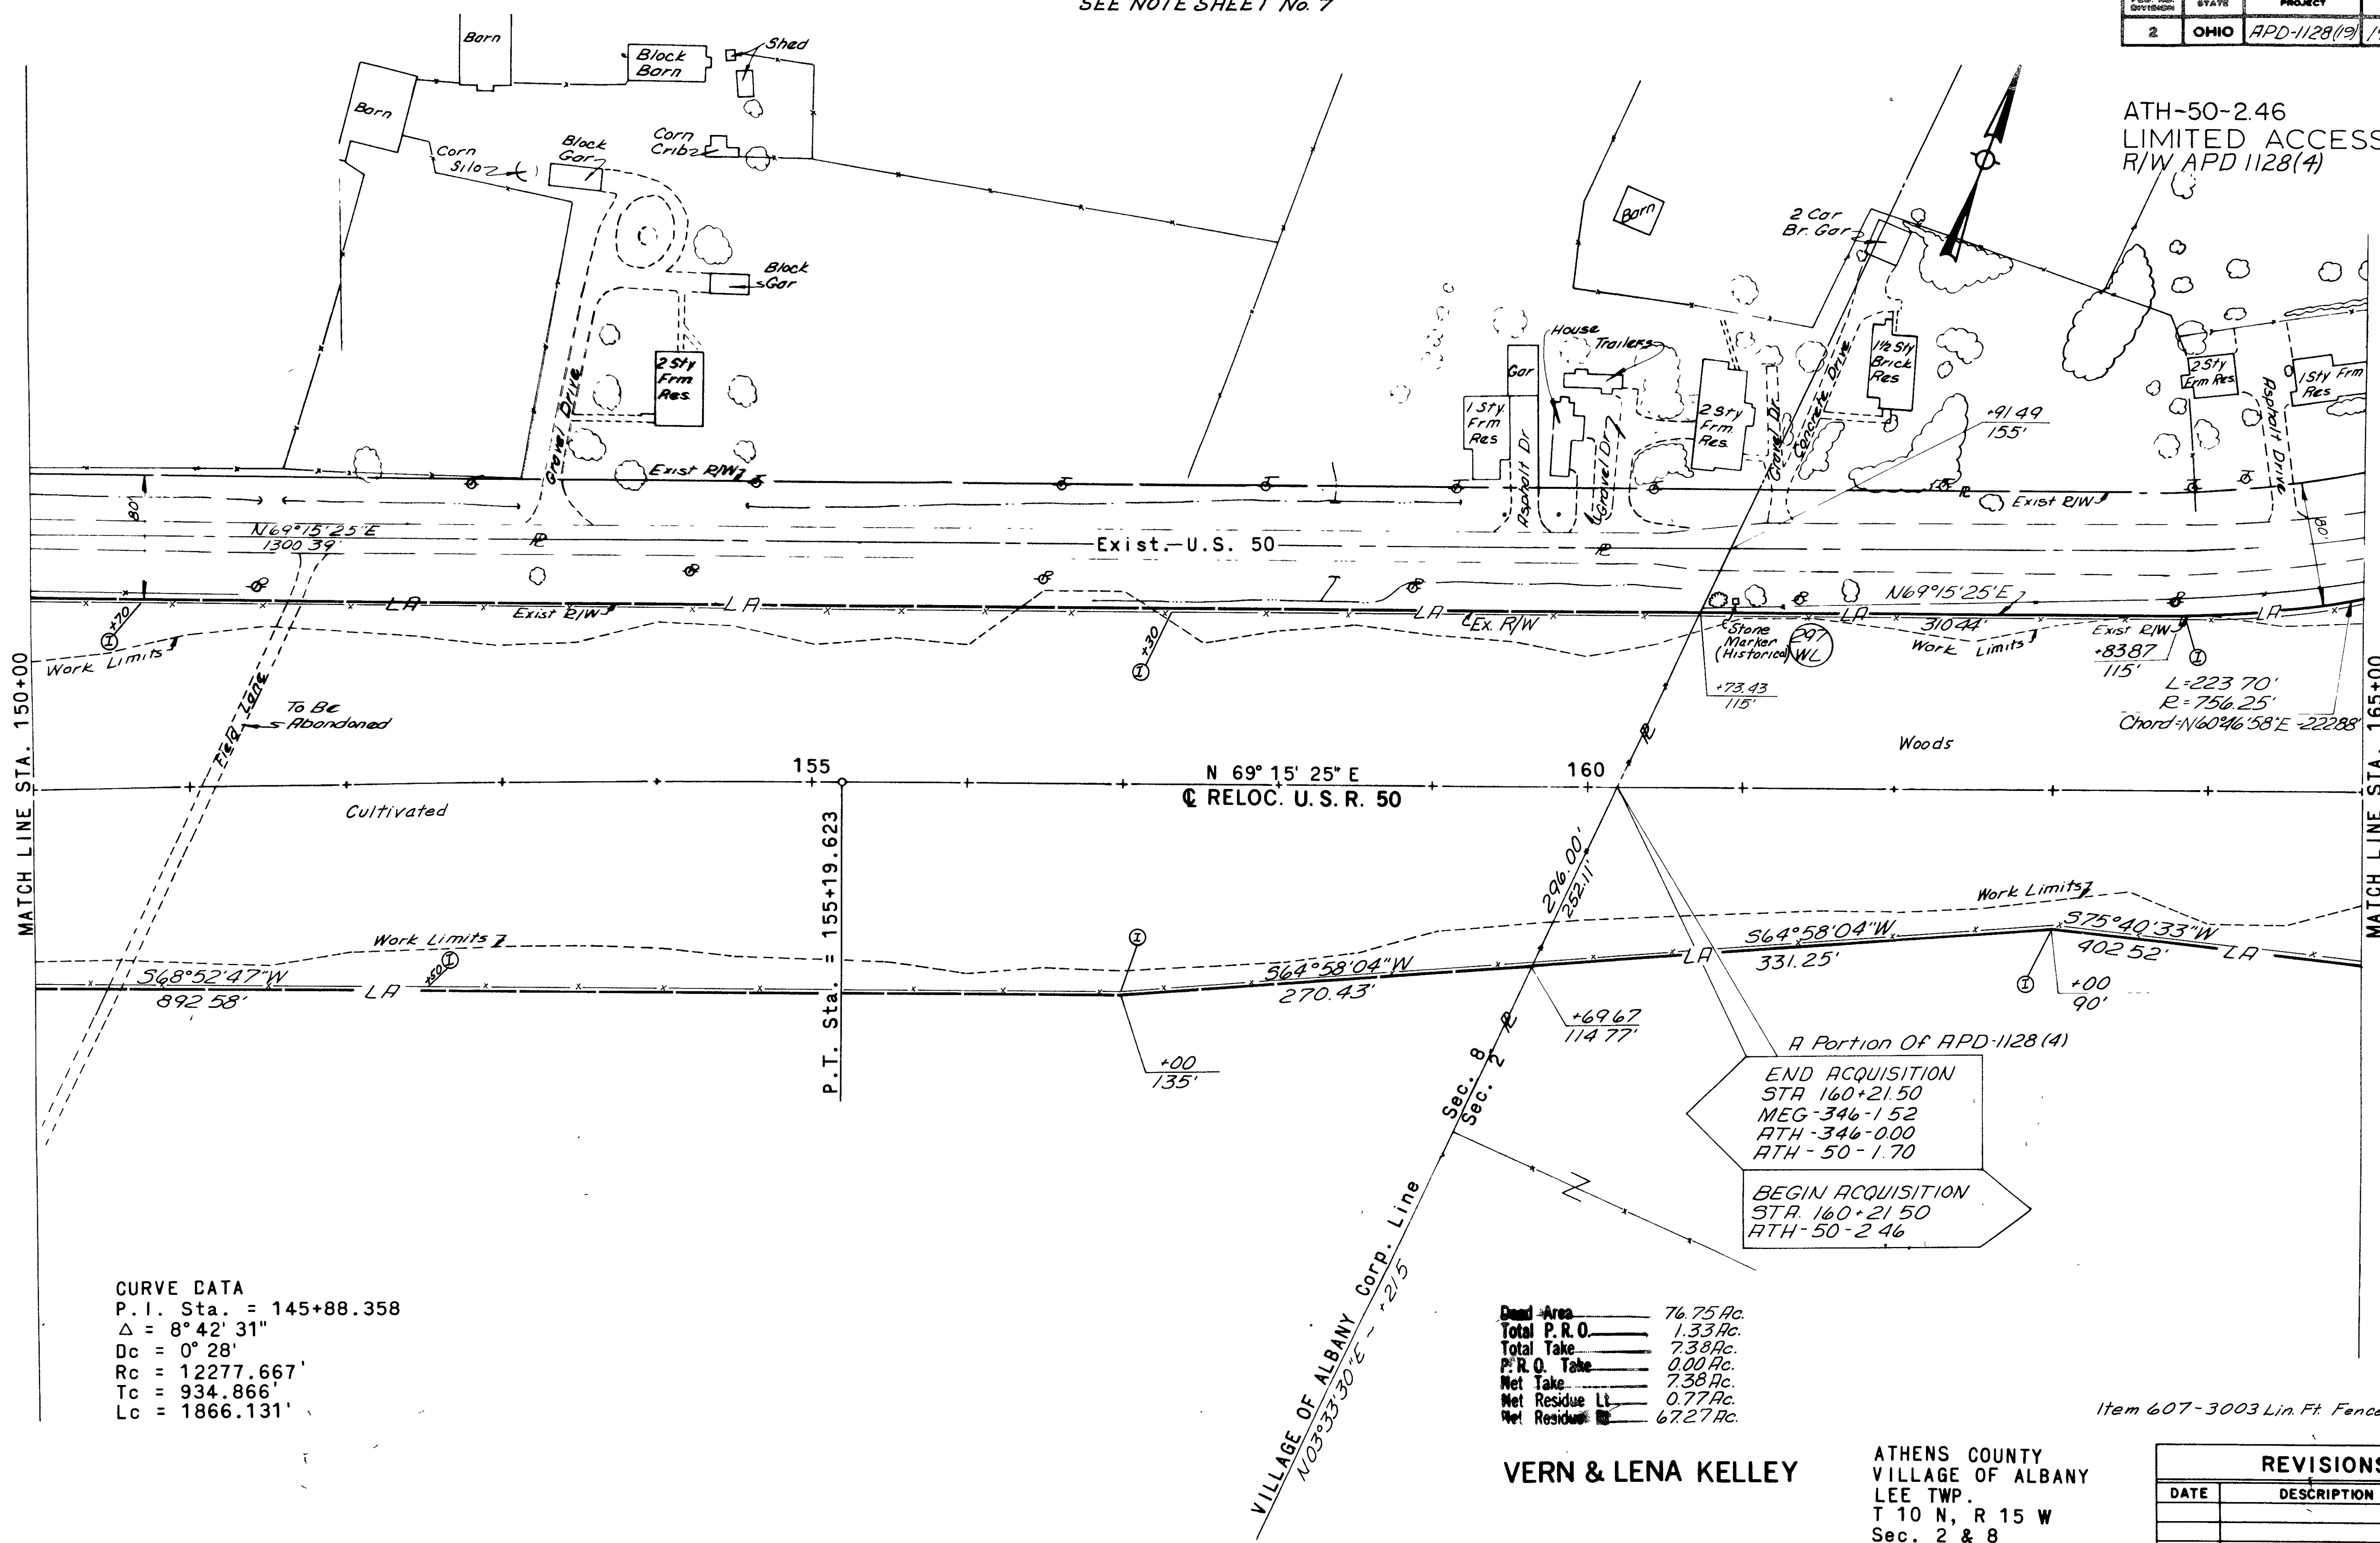 SEE NOTE SHEET No. 7
DIVISION STATE PROJECT
2 OHIO APD-1128(19)
ATH-50-2.46
LIMITED ACCESS
R/W APD 1128(4)
Barn
Barn
Block
Barn
Shed
Corn
Silo
Block
Gar
Corn
Crib
Block
Gar
2 Sty
Frm
Res.
Gravel Drive
Exist R/W
Barn
2 Car
Br. Gar
House
Trailers
Gar
1 Sty.
Frm
Res
Asphalt Dr
Gravel Dr
2 Sty
Frm.
Res.
Gravel Dr.
Concrete Drive
1½ Sty
Brick
Res
+91.49
155'
2 Sty
Frm Res.
Asphalt Drive
1 Sty Frm
Res
Exist R/W
80'
80'
N69°15'25"E
1300.39'
Exist. U.S. 50
LA
LA
LA
LA
LA
Exist R/W
Ex. R/W
+70
+30
I
I
N69°15'25"E
310.44'
Stone
Marker
(Historical)
297
WL
Work Limits
Work Limits
Exist R/W
+83.87
115'
I
+73.43
115'
L=223.70'
R=756.25'
Chord=N60°46'58"E-222.88'
MATCH LINE STA. 150+00
MATCH LINE STA. 165+00
Field Lane
To Be
Abandoned
Woods
155
N 69° 15' 25" E
160
℄ RELOC. U.S.R. 50
Cultivated
P.T. Sta. = 155+19.623
296.00'
252.11'
Work Limits
Work Limits
S68°52'47"W
892.58'
LA
+50
I
I
S64°58'04"W
270.43'
LA
S64°58'04"W
331.25'
S75°40'33"W
402.52'
LA
I
+00
90'
+69.67
114.77'
+00
135'
Sec. 8
Sec. 2
A Portion Of APD-1128(4)
END ACQUISITION
STA 160+21.50
MEG-346-1.52
ATH-346-0.00
ATH-50-1.70
BEGIN ACQUISITION
STA. 160+21.50
ATH-50-2.46
VILLAGE OF ALBANY Corp. Line
N03°33'30"E ~ +215
CURVE DATA
P.I. Sta. = 145+88.358
Δ = 8° 42' 31"
Dc = 0° 28'
Rc = 12277.667'
Tc = 934.866'
Lc = 1866.131'
Area 76.75 Ac.
Total P.R.O. 1.33 Ac.
Total Take 7.38 Ac.
P.R.O. Take 0.00 Ac.
Net Take 7.38 Ac.
Net Residue Lt 0.77 Ac.
Net Residue 67.27 Ac.
VERN & LENA KELLEY
Item 607-3003 Lin. Ft. Fence
ATHENS COUNTY
VILLAGE OF ALBANY
LEE TWP.
T 10 N, R 15 W
Sec. 2 & 8
REVISIONS
DATE DESCRIPTION